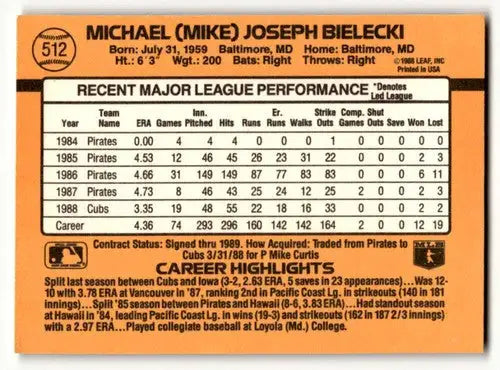 512
MICHAEL (MIKE) JOSEPH BIELECKI
Born: July 31, 1959 Baltimore, MD Home: Baltimore, MD
Ht.: 6'3" Wgt.: 200 Bats: Right Throws: Right
©1988 LEAF, INC
Printed in USA
RECENT MAJOR LEAGUE PERFORMANCE *Denotes Led League
Year Team Name ERA Games Inn. Pitched Hits Runs Er. Runs Walks Strike Outs Comp. Games Shut Outs Save Won Lost
1984 Pirates 0.00 4 4 4 0 0 0 1 0 0 0 0 0
1985 Pirates 4.53 12 46 45 26 23 31 22 0 0 0 2 3
1986 Pirates 4.66 31 149 149 87 77 83 83 0 0 0 6 11
1987 Pirates 4.73 8 46 43 25 24 12 25 2 0 0 2 3
1988 Cubs 3.35 19 48 55 22 18 16 33 0 0 0 2 2
Career 4.36 74 293 296 160 142 142 164 2 0 0 12 19
Contract Status: Signed thru 1989. How Acquired: Traded from Pirates to
Cubs 3/31/88 for P Mike Curtis
MLB
CAREER HIGHLIGHTS
Split last season between Cubs and Iowa (3-2, 2.63 ERA, 5 saves in 23 appearances)... Was 12-
10 with 3.78 ERA at Vancouver in '87, ranking 2nd in Pacific Coast Lg. in strikeouts (140 in 181
innings)...Split '85 season between Pirates and Hawaii (8-6, 3.83 ERA)...Had standout season
at Hawaii in '84, leading Pacific Coast Lg. in wins (19-3) and strikeouts (162 in 187 2/3 innings)
with a 2.97 ERA...Played collegiate baseball at Loyola (Md.) College.